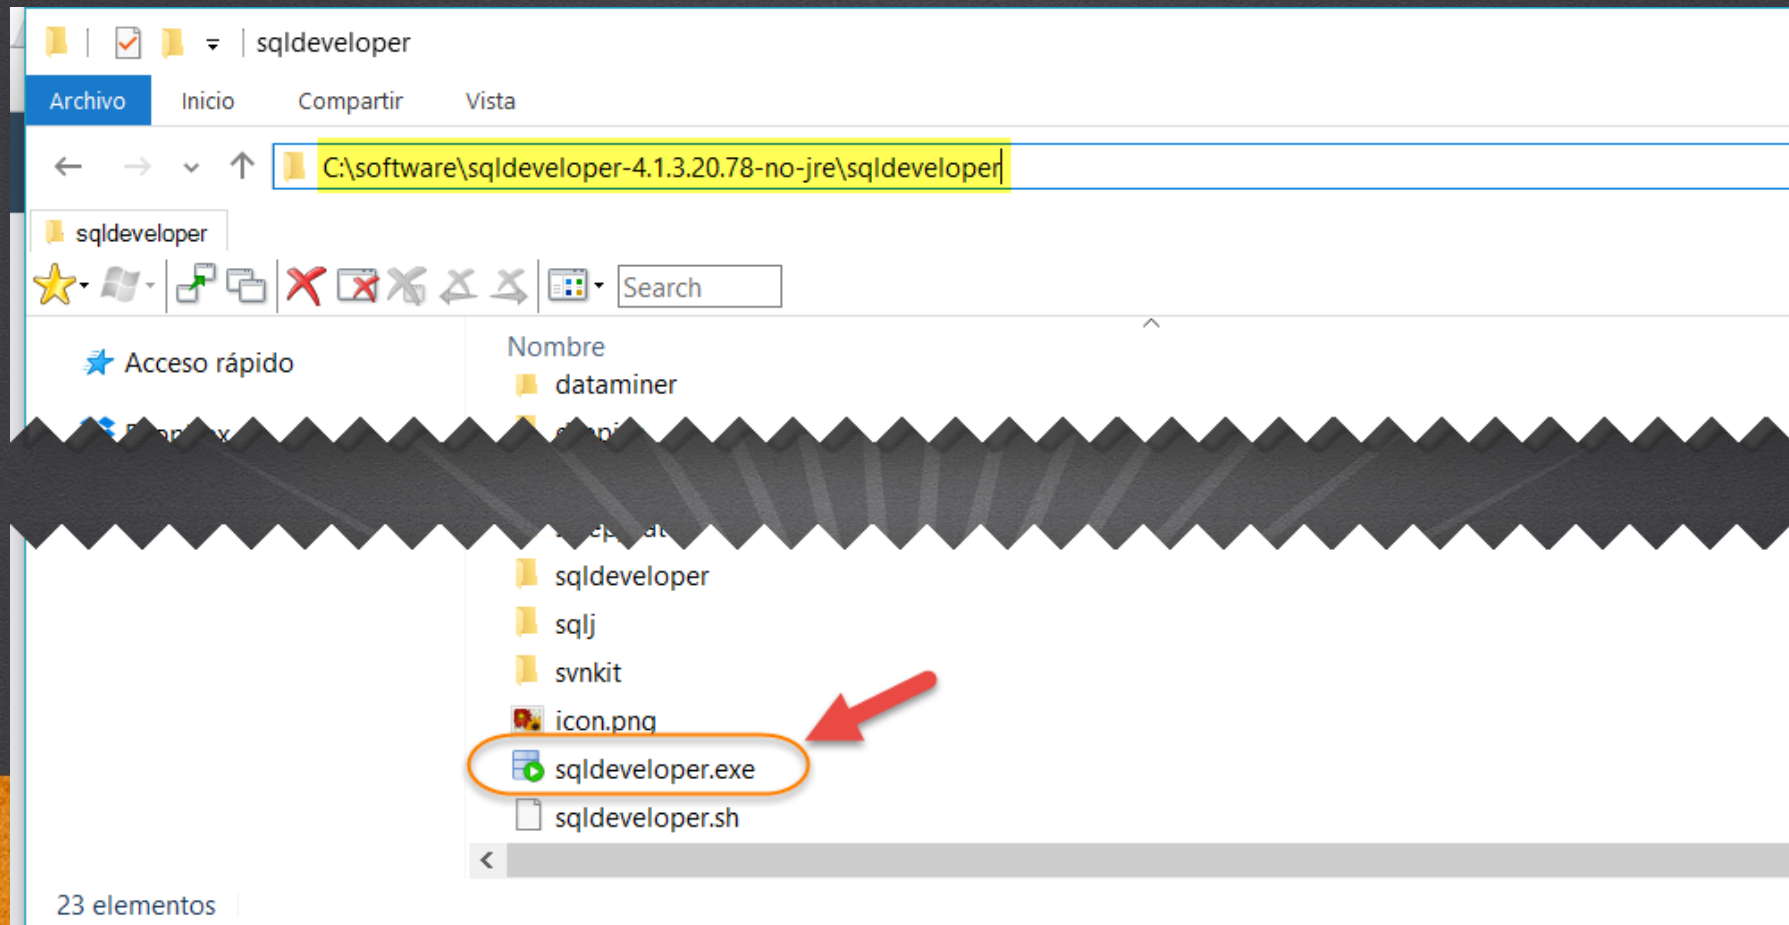 sqldeveloper
Archivo Inicio Compartir Vista
C:\software\sqldeveloper-4.1.3.20.78-no-jre\sqldeveloper
sqldeveloper
Search
Acceso rápido
Nombre
dataminer
sqldeveloper
sqlj
svnkit
icon.png
sqldeveloper.exe
sqldeveloper.sh
23 elementos